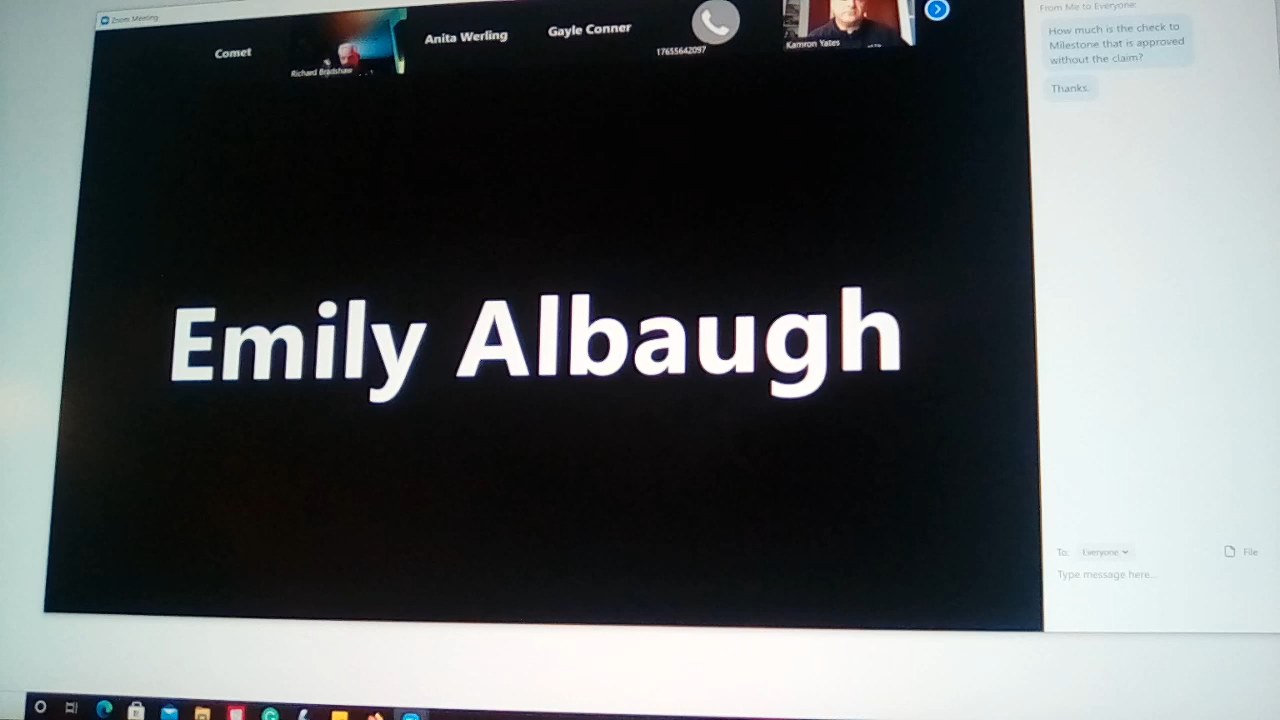 Zoom Meeting
Comet
Richard Bradshaw
Anita Werling
Gayle Conner
17655642097
Kamron Yates
From Me to Everyone:
How much is the check to
Milestone that is approved
without the claim?
Thanks.
Emily Albaugh
To: Everyone
File
Type message here...